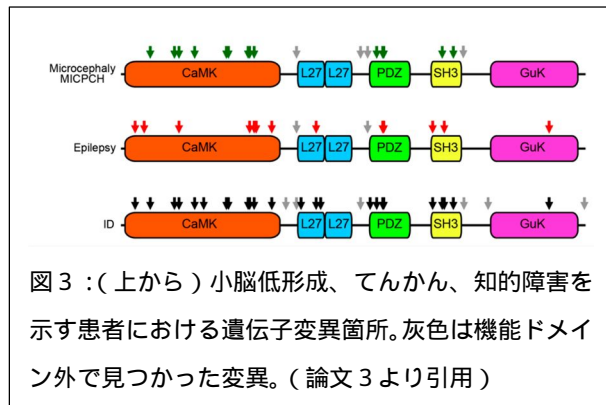 Microcephaly
MICPCH
CaMK L27 L27 PDZ SH3 GuK
Epilepsy
CaMK L27 L27 PDZ SH3 GuK
ID
CaMK L27 L27 PDZ SH3 GuK
図3:(上から)小脳低形成、てんかん、知的障害を
示す患者における遺伝子変異箇所。灰色は機能ドメイ
ン外で見つかった変異。(論文3より引用)